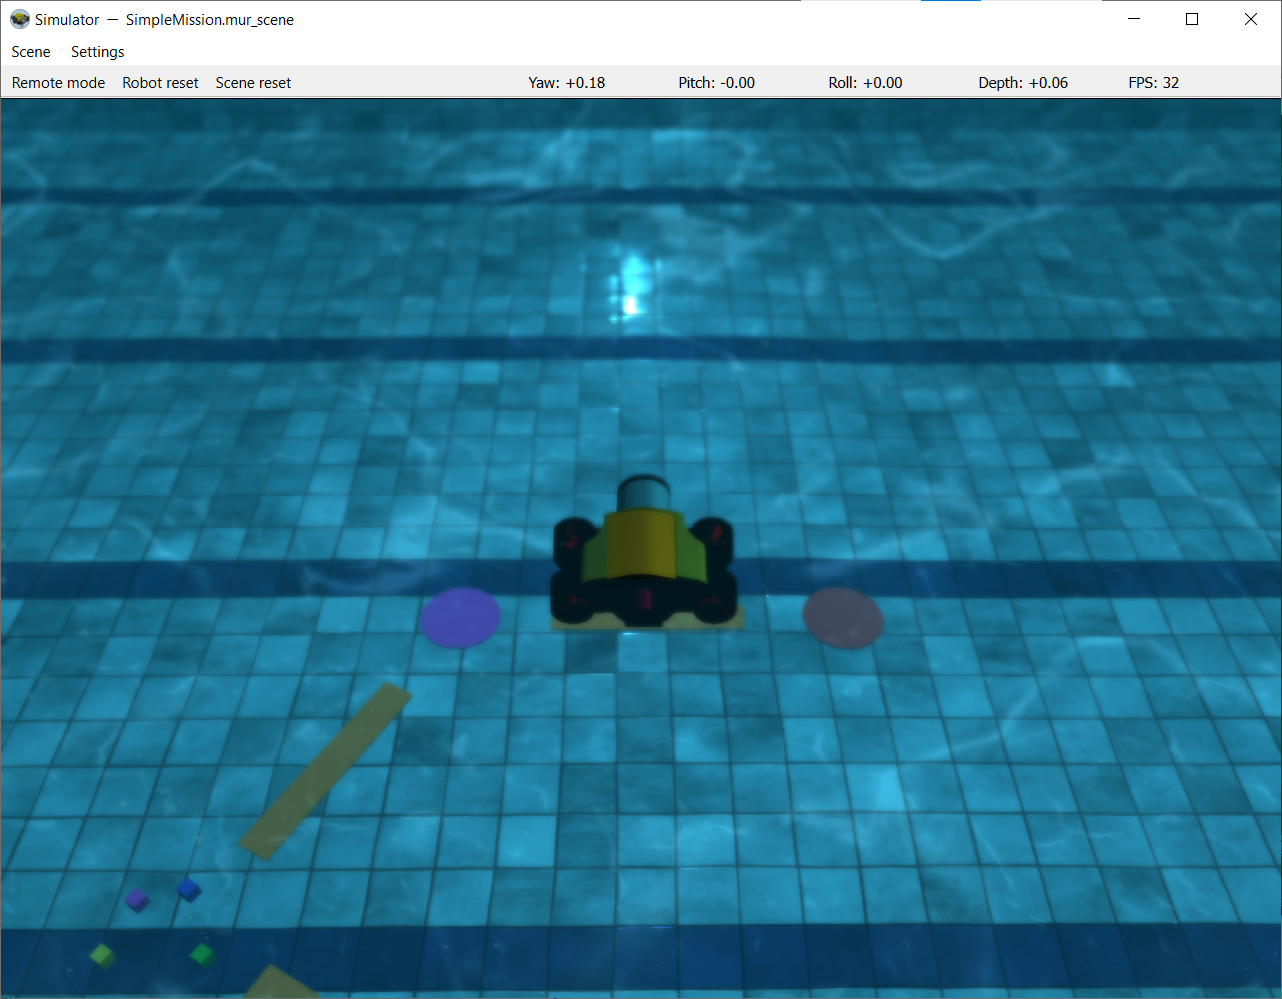 Simulator — SimpleMission.mur_scene
Scene Settings
Remote mode Robot reset Scene reset Yaw: +0.18 Pitch: -0.00 Roll: +0.00 Depth: +0.06 FPS: 32